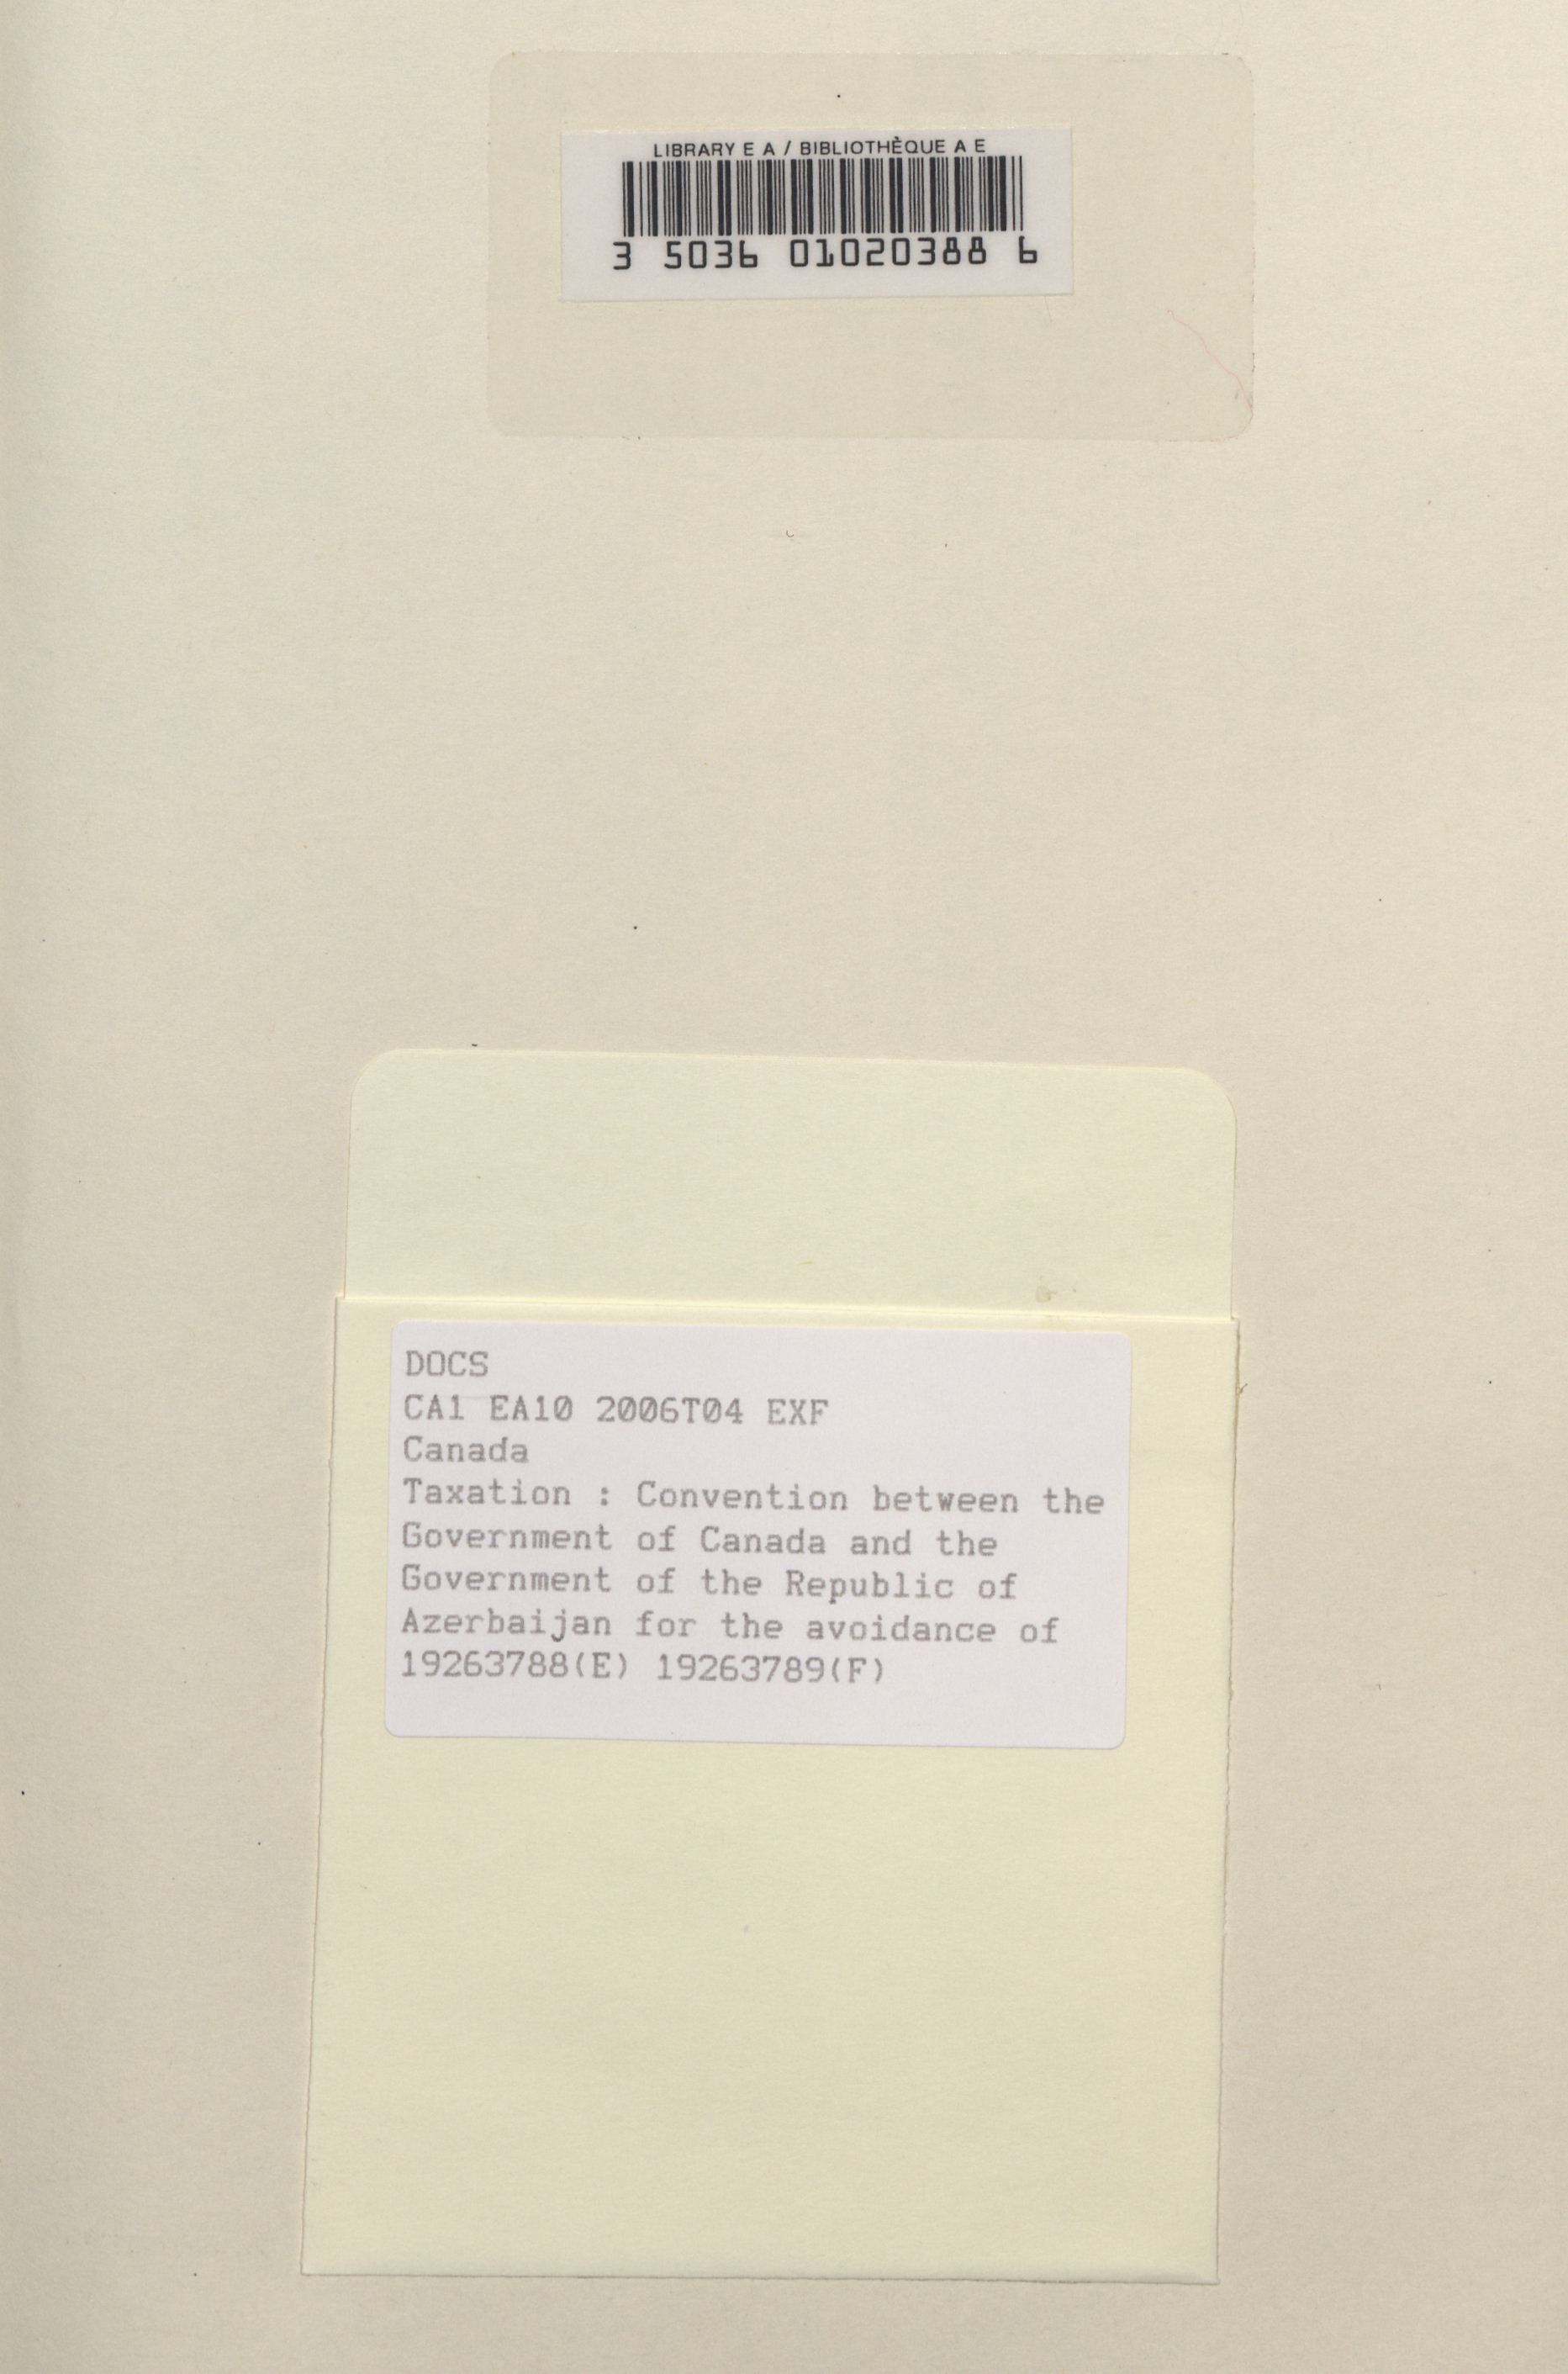 LIBRARY E A / BIBLIOTHÈQUE A E
3 5036 01020388 6
DOCS
CA1 EA10 2006T04 EXF
Canada
Taxation : Convention between the
Government of Canada and the
Government of the Republic of
Azerbaijan for the avoidance of
19263788(E) 19263789(F)